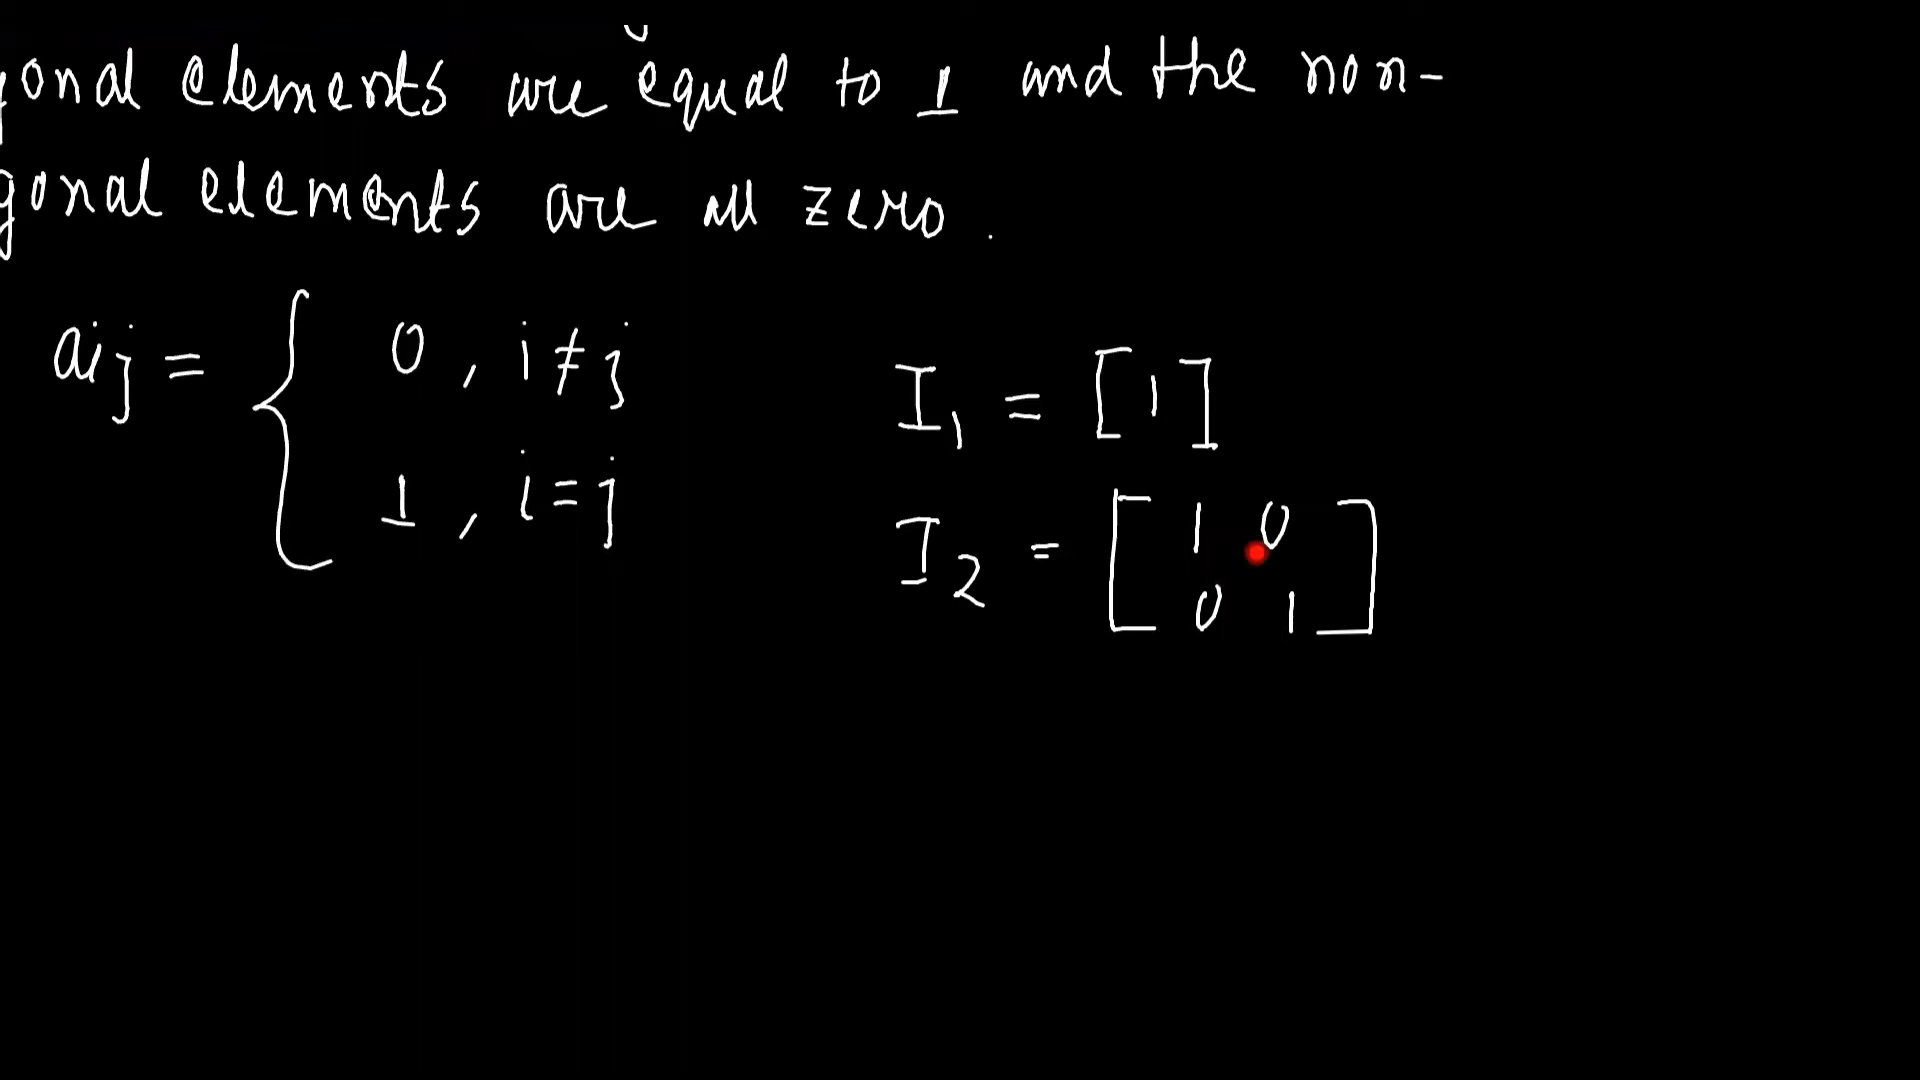 gonal elements are equal to 1 and the non-
gonal elements are all zero.
aij = { 0, i ≠ j
1, i = j
I₁ = [1]
I₂ = [ 1 0
0 1 ]